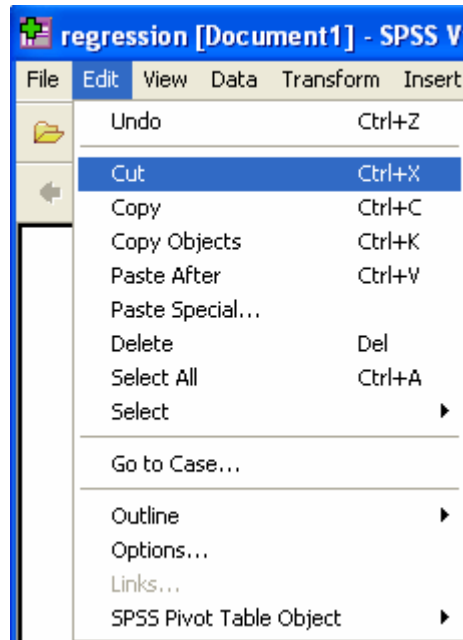 regression [Document1] - SPSS V
File Edit View Data Transform Insert
Undo Ctrl+Z
Cut Ctrl+X
Copy Ctrl+C
Copy Objects Ctrl+K
Paste After Ctrl+V
Paste Special...
Delete Del
Select All Ctrl+A
Select
Go to Case...
Outline
Options...
Links...
SPSS Pivot Table Object